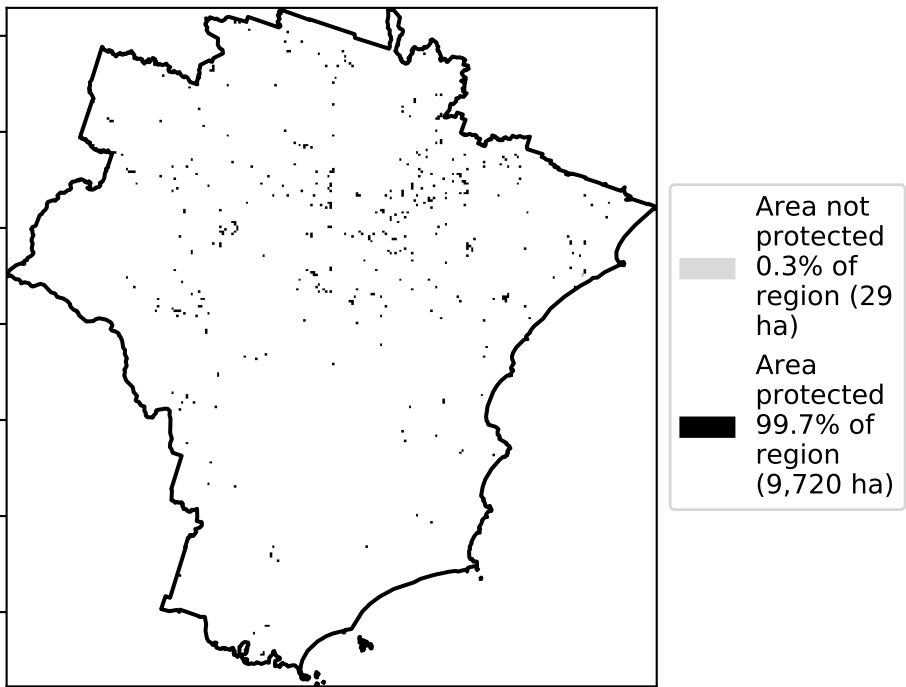 Area not
protected
0.3% of
region (29
ha)
Area
protected
99.7% of
region
(9,720 ha)